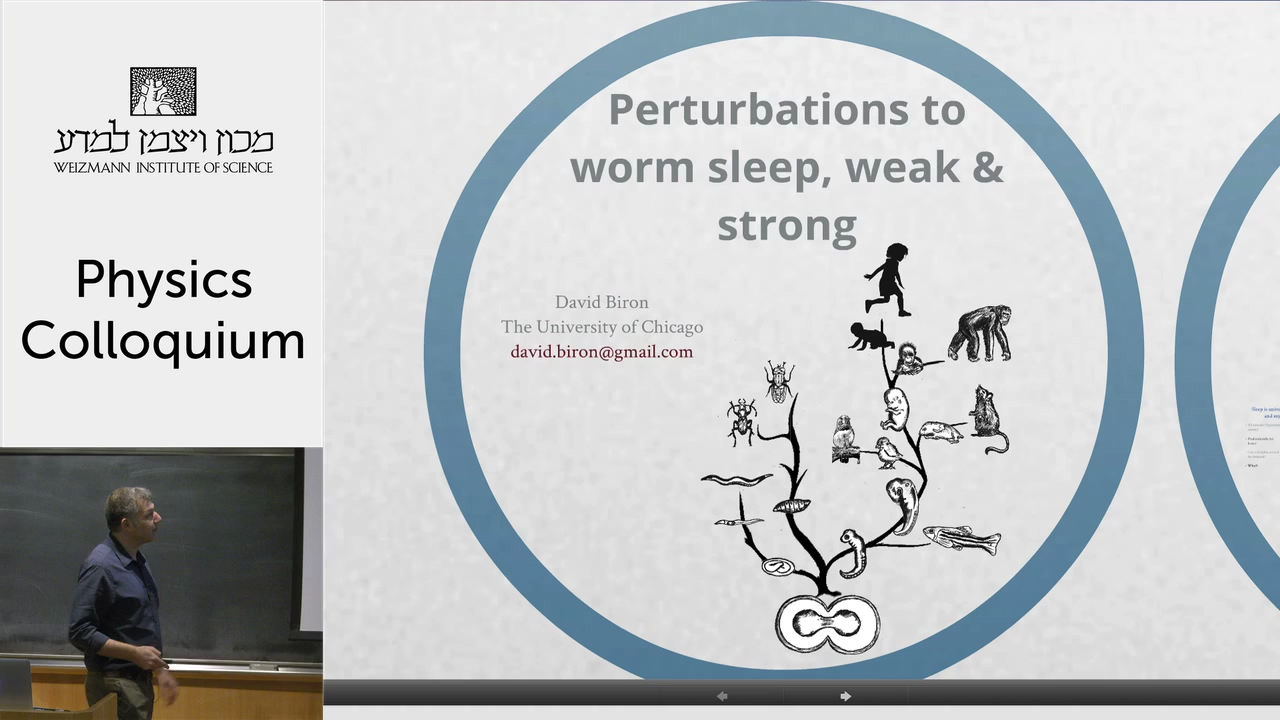 מכון ויצמן למדע
WEIZMANN INSTITUTE OF SCIENCE
Physics
Colloquium
Perturbations to
worm sleep, weak &
strong
David Biron
The University of Chicago
david.biron@gmail.com